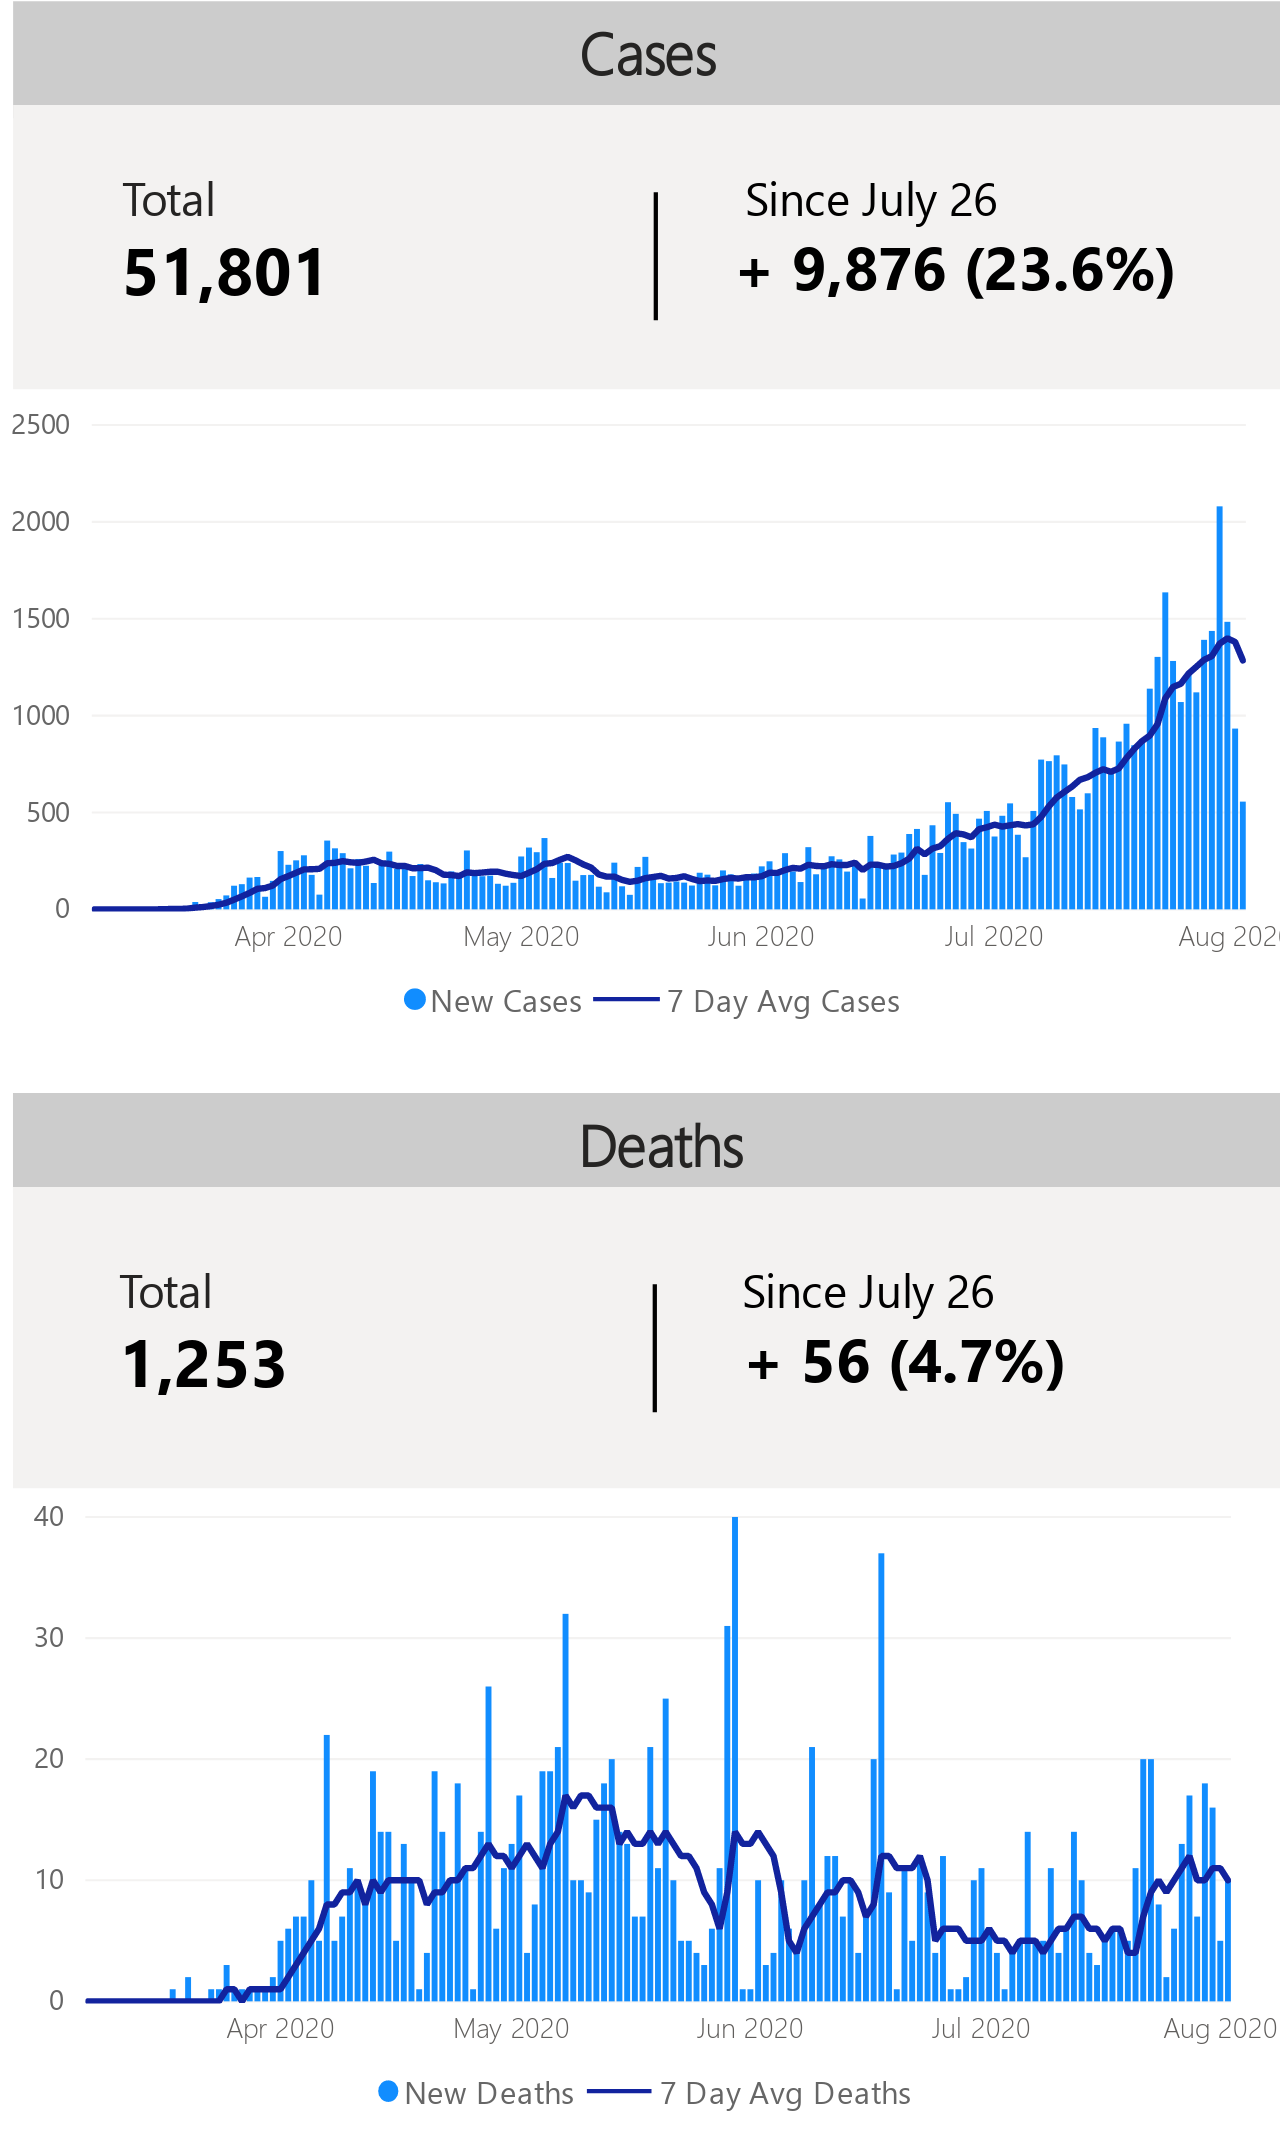 Cases
Total
Since July 26
51,801
+ 9,876 (23.6%)
2500
2000
1500
1000
500
0
Apr 2020 May 2020 Jun 2020 Jul 2020 Aug 202
New Cases 7 Day Avg Cases
Deaths
Total
Since July 26
1,253
+ 56 (4.7%)
40
30
20
10
0
Apr 2020 May 2020 Jun 2020 Jul 2020 Aug 2020
New Deaths 7 Day Avg Deaths